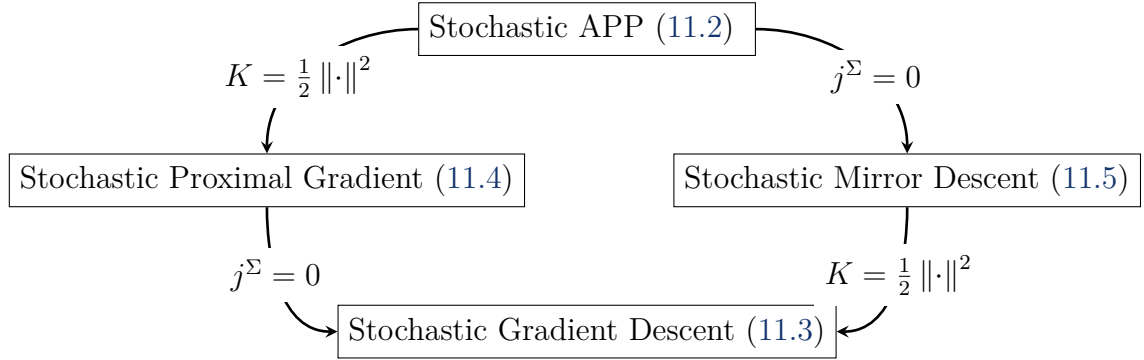 Stochastic APP (11.2)
K = ½ ‖·‖²
j^Σ = 0
Stochastic Proximal Gradient (11.4)
Stochastic Mirror Descent (11.5)
j^Σ = 0
K = ½ ‖·‖²
Stochastic Gradient Descent (11.3)